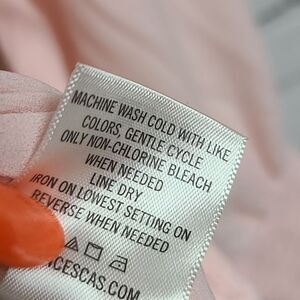 MACHINE WASH COLD WITH LIKE
COLORS, GENTLE CYCLE
ONLY NON-CHLORINE BLEACH
WHEN NEEDED
LINE DRY
IRON ON LOWEST SETTING ON
REVERSE WHEN NEEDED
CESCAS.COM